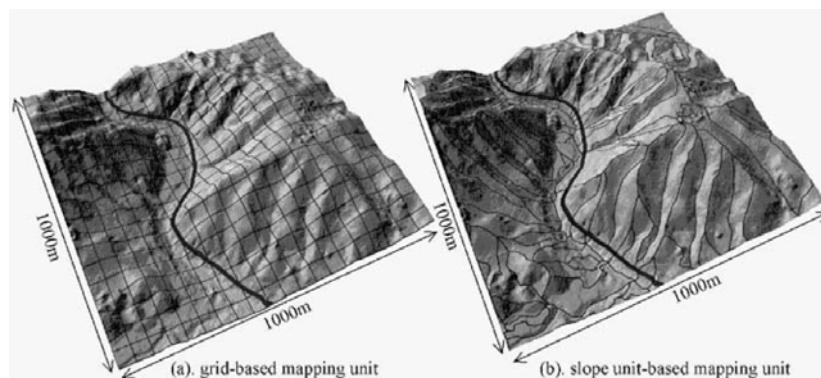 1000m
1000m
(a). grid-based mapping unit
1000m
1000m
(b). slope unit-based mapping unit